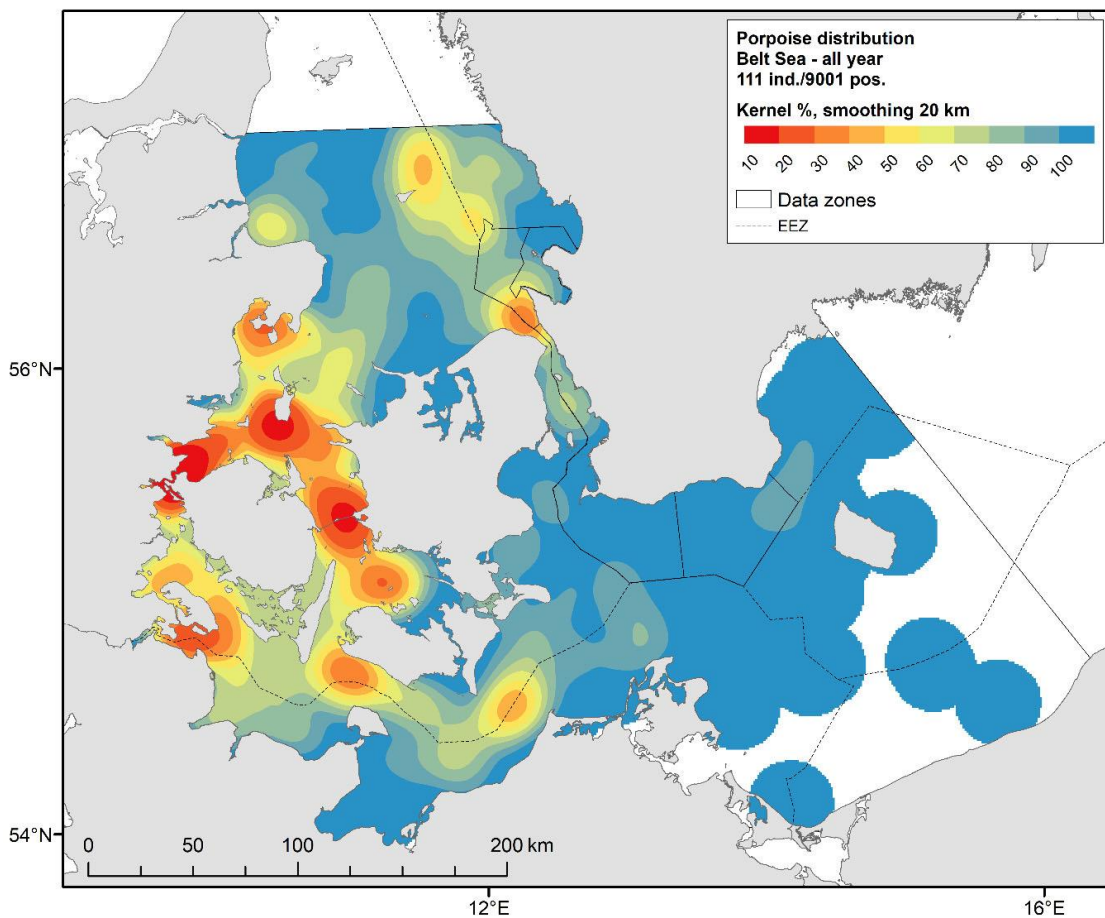 Porpoise distribution
Belt Sea - all year
111 ind./9001 pos.
Kernel %, smoothing 20 km
10 20 30 40 50 60 70 80 90 100
Data zones
EEZ
56°N
54°N
0 50 100 200 km
12°E 16°E